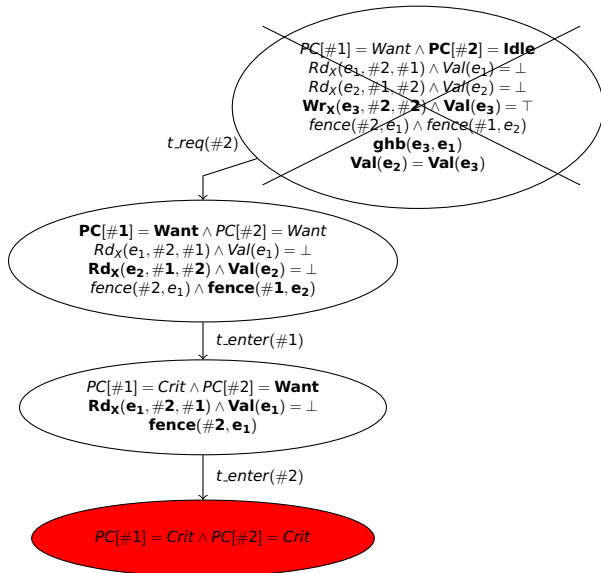 PC[#1] = Want ∧ PC[#2] = Idle
Rd_X(e_1, #2, #1) ∧ Val(e_1) = ⊥
Rd_X(e_2, #1, #2) ∧ Val(e_2) = ⊥
Wr_X(e_3, #2, #2) ∧ Val(e_3) = ⊤
fence(#2, e_1) ∧ fence(#1, e_2)
ghb(e_3, e_1)
Val(e_2) = Val(e_3)
t_req(#2)
PC[#1] = Want ∧ PC[#2] = Want
Rd_X(e_1, #2, #1) ∧ Val(e_1) = ⊥
Rd_X(e_2, #1, #2) ∧ Val(e_2) = ⊥
fence(#2, e_1) ∧ fence(#1, e_2)
t_enter(#1)
PC[#1] = Crit ∧ PC[#2] = Want
Rd_X(e_1, #2, #1) ∧ Val(e_1) = ⊥
fence(#2, e_1)
t_enter(#2)
PC[#1] = Crit ∧ PC[#2] = Crit